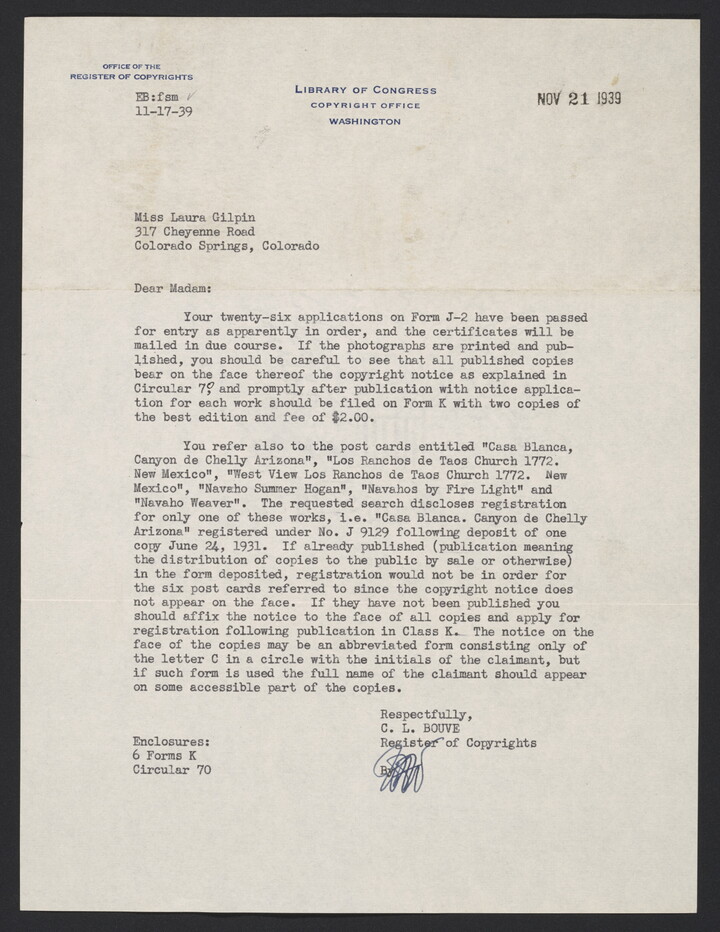 OFFICE OF THE
REGISTER OF COPYRIGHTS
EB:fsm
11-17-39
LIBRARY OF CONGRESS
COPYRIGHT OFFICE
WASHINGTON
NOV 21 1939
Miss Laura Gilpin
317 Cheyenne Road
Colorado Springs, Colorado
Dear Madam:
Your twenty-six applications on Form J-2 have been passed
for entry as apparently in order, and the certificates will be
mailed in due course. If the photographs are printed and pub-
lished, you should be careful to see that all published copies
bear on the face thereof the copyright notice as explained in
Circular 7? and promptly after publication with notice applica-
tion for each work should be filed on Form K with two copies of
the best edition and fee of $2.00.
You refer also to the post cards entitled "Casa Blanca,
Canyon de Chelly Arizona", "Los Ranchos de Taos Church 1772.
New Mexico", "West View Los Ranchos de Taos Church 1772. New
Mexico", "Navaho Summer Hogan", "Navahos by Fire Light" and
"Navaho Weaver". The requested search discloses registration
for only one of these works, i.e. "Casa Blanca. Canyon de Chelly
Arizona" registered under No. J 9129 following deposit of one
copy June 24, 1931. If already published (publication meaning
the distribution of copies to the public by sale or otherwise)
in the form deposited, registration would not be in order for
the six post cards referred to since the copyright notice does
not appear on the face. If they have not been published you
should affix the notice to the face of all copies and apply for
registration following publication in Class K. The notice on the
face of the copies may be an abbreviated form consisting only of
the letter C in a circle with the initials of the claimant, but
if such form is used the full name of the claimant should appear
on some accessible part of the copies.
Respectfully,
C. L. BOUVE
Register of Copyrights
By
Enclosures:
6 Forms K
Circular 70